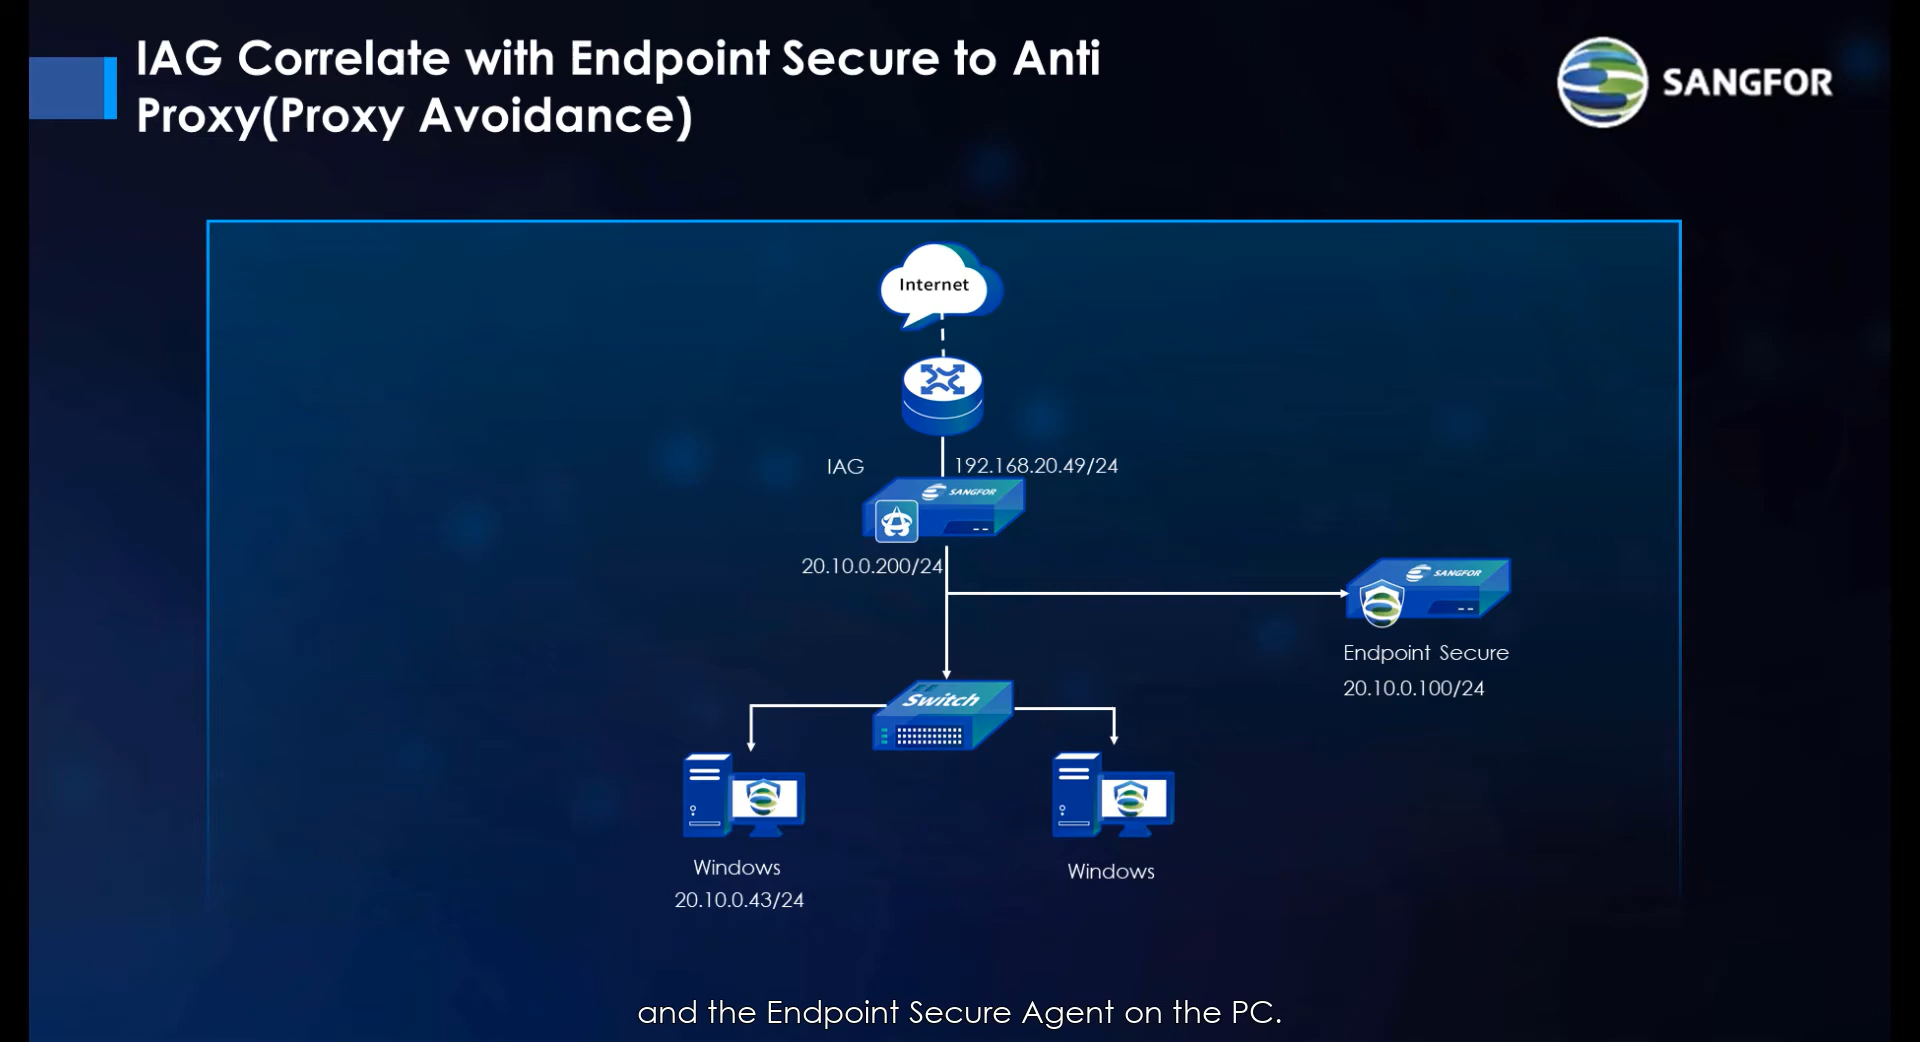 IAG Correlate with Endpoint Secure to Anti
Proxy(Proxy Avoidance)
SANGFOR
Internet
IAG
192.168.20.49/24
SANGFOR
20.10.0.200/24
SANGFOR
Endpoint Secure
20.10.0.100/24
Switch
Windows
20.10.0.43/24
Windows
and the Endpoint Secure Agent on the PC.